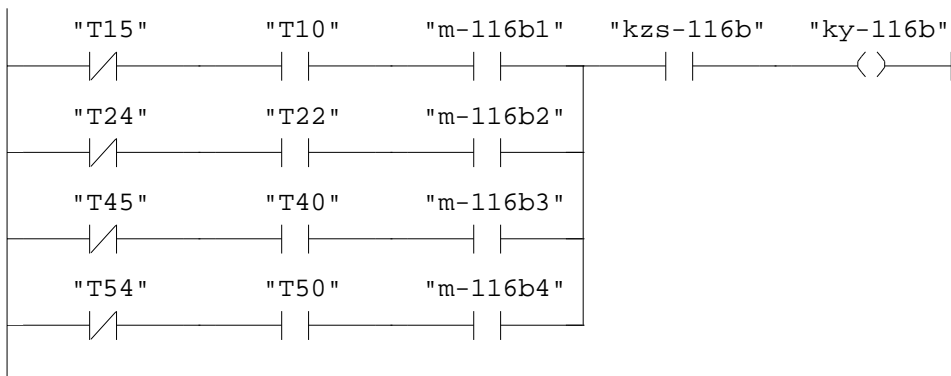 "T15" "T10" "m-116b1" "kzs-116b" "ky-116b"
"T24" "T22" "m-116b2"
"T45" "T40" "m-116b3"
"T54" "T50" "m-116b4"